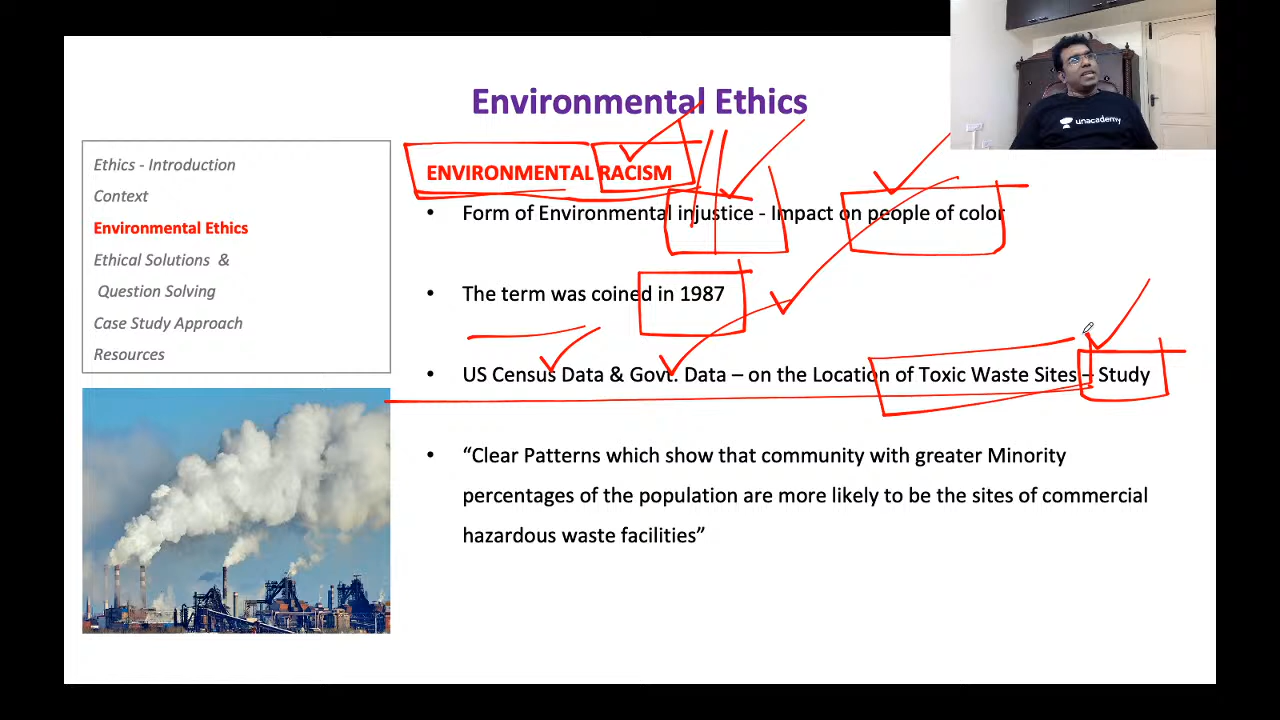 Environmental Ethics
unacademy
Ethics - Introduction
Context
Environmental Ethics
Ethical Solutions &
Question Solving
Case Study Approach
Resources
ENVIRONMENTAL RACISM
• Form of Environmental injustice - Impact on people of color
• The term was coined in 1987
• US Census Data & Govt. Data – on the Location of Toxic Waste Sites – Study
• “Clear Patterns which show that community with greater Minority
percentages of the population are more likely to be the sites of commercial
hazardous waste facilities”